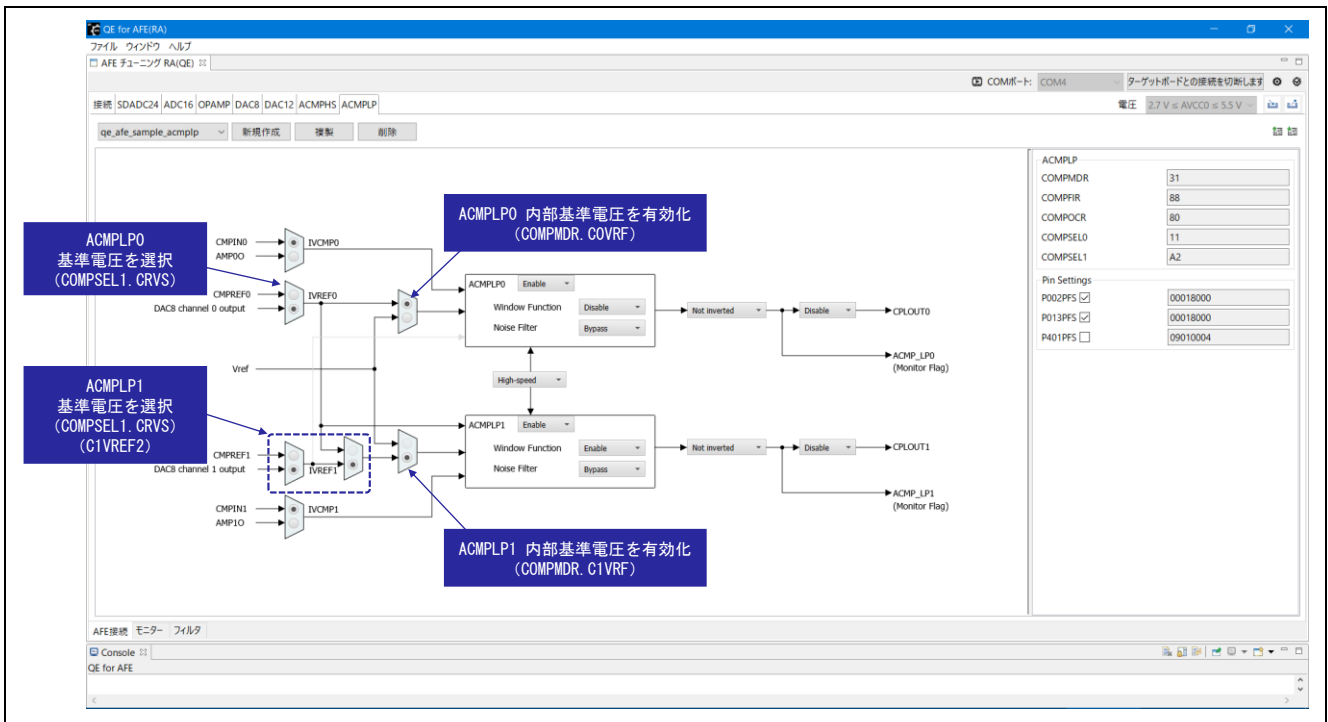 QE for AFE(RA)
ファイル ウィンドウ ヘルプ
AFE チューニング RA(QE)
COMポート: COM4 ターゲットボードとの接続を切断します
接続 SDADC24 ADC16 OPAMP DAC8 DAC12 ACMPHS ACMPLP
電圧 2.7 V ≤ AVCC0 ≤ 5.5 V
qe_afe_sample_acmplp 新規作成 複製 削除
ACMPLP0
基準電圧を選択
(COMPSEL1.CRVS)
ACMPLP0 内部基準電圧を有効化
(COMPMDR.C0VRF)
CMPIN0 IVCMP0
AMP0O
CMPREF0 IVREF0
DAC8 channel 0 output
ACMPLP0 Enable
Window Function Disable
Noise Filter Bypass
Not inverted Disable CPLOUT0
ACMP_LP0
(Monitor Flag)
Vref
High-speed
ACMPLP1
基準電圧を選択
(COMPSEL1.CRVS)
(C1VREF2)
CMPREF1
DAC8 channel 1 output IVREF1
CMPIN1 IVCMP1
AMP1O
ACMPLP1 Enable
Window Function Enable
Noise Filter Bypass
Not inverted Disable CPLOUT1
ACMP_LP1
(Monitor Flag)
ACMPLP1 内部基準電圧を有効化
(COMPMDR.C1VRF)
ACMPLP
COMPMDR 31
COMPFIR 88
COMPOCR 80
COMPSEL0 11
COMPSEL1 A2
Pin Settings
P002PFS 00018000
P013PFS 00018000
P401PFS 09010004
AFE接続 モニター フィルタ
Console
QE for AFE